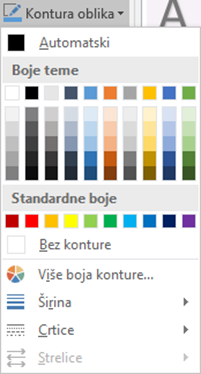 Kontura oblika
A
Automatski
Boje teme
Standardne boje
Bez konture
Više boja konture...
Širina
Crtice
Strelice